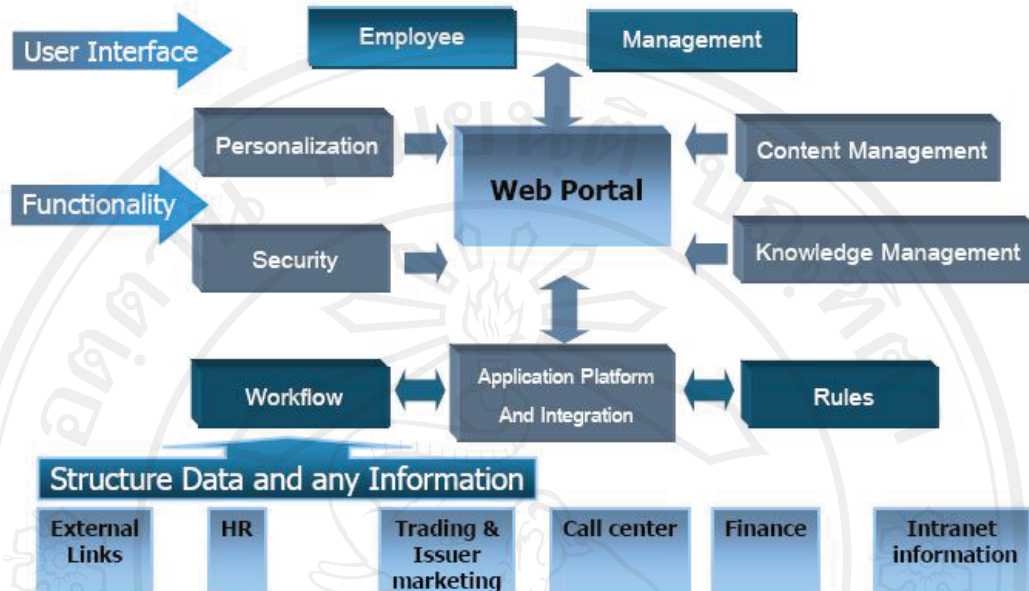 Employee
Management
User Interface
Personalization
Content Management
Web Portal
Functionality
Security
Knowledge Management
Workflow
Application Platform
And Integration
Rules
Structure Data and any Information
External
Links
HR
Trading &
Issuer
marketing
Call center
Finance
Intranet
information